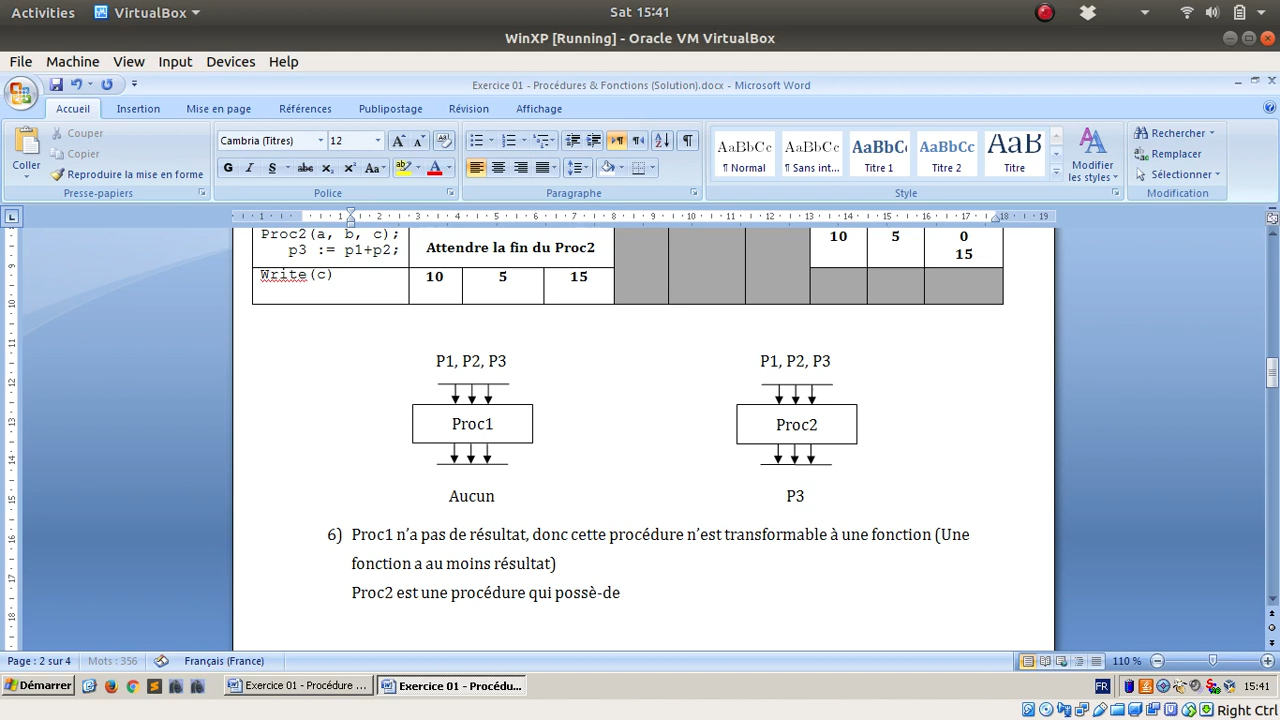 Activities VirtualBox Sat 15:41
WinXP [Running] - Oracle VM VirtualBox
File Machine View Input Devices Help
Exercice 01 - Procédures & Fonctions (Solution).docx - Microsoft Word
Accueil Insertion Mise en page Références Publipostage Révision Affichage
Coller
Couper
Copier
Reproduire la mise en forme
Presse-papiers
Cambria (Titres) 12
Police
Paragraphe
AaBbCc AaBbCc AaBbC AaBbCc AaB
¶ Normal ¶ Sans int... Titre 1 Titre 2 Titre
Modifier les styles
Style
Rechercher
Remplacer
Sélectionner
Modification
Proc2(a, b, c);
p3 := p1+p2;
Attendre la fin du Proc2
10 5 0
15
Write(c) 10 5 15
P1, P2, P3 P1, P2, P3
Proc1 Proc2
Aucun P3
6) Proc1 n’a pas de résultat, donc cette procédure n’est transformable à une fonction (Une
fonction a au moins résultat)
Proc2 est une procédure qui possè-de
Page : 2 sur 4 Mots : 356 Français (France) 110 %
Démarrer Exercice 01 - Procédure ... Exercice 01 - Procédu... FR 15:41
Right Ctrl